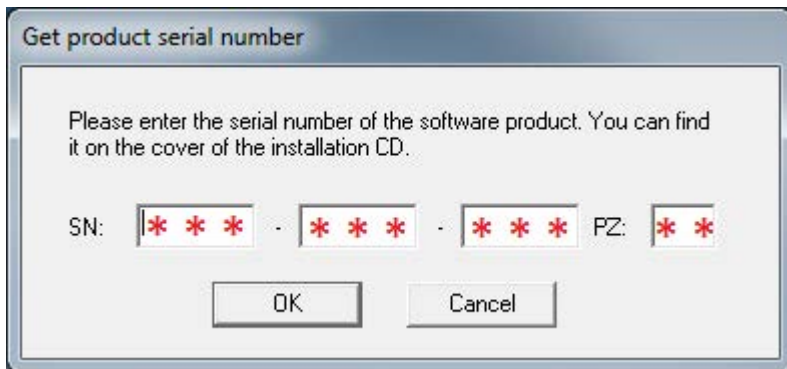 Get product serial number
Please enter the serial number of the software product. You can find
it on the cover of the installation CD.
SN: *** - *** - *** PZ: **
OK Cancel